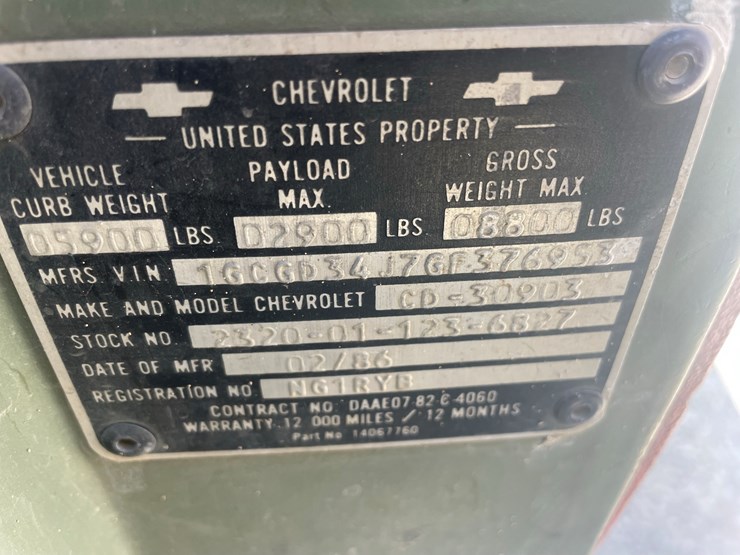 CHEVROLET
UNITED STATES PROPERTY
VEHICLE CURB WEIGHT 05900 LBS
PAYLOAD MAX. 02900 LBS
GROSS WEIGHT MAX. 08800 LBS
MFRS V.I.N. 1GCGD34J7GF376953
MAKE AND MODEL CHEVROLET CD-30903
STOCK NO 2320-01-123-6827
DATE OF MFR 02/86
REGISTRATION NO NG1RYB
CONTRACT NO. DAAE07-82-C-4060
WARRANTY 12 000 MILES / 12 MONTHS
Part No 14067760